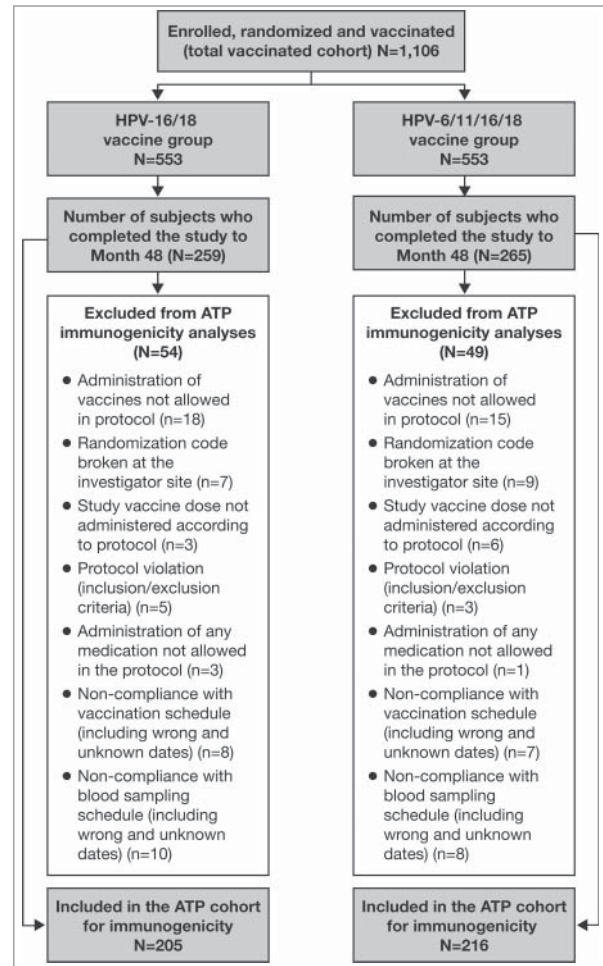 Enrolled, randomized and vaccinated
(total vaccinated cohort) N=1,106
HPV-16/18
vaccine group
N=553
Number of subjects who
completed the study to
Month 48 (N=259)
Excluded from ATP
immunogenicity analyses
(N=54)
● Administration of
vaccines not allowed
in protocol (n=18)
● Randomization code
broken at the
investigator site (n=7)
● Study vaccine dose not
administered according
to protocol (n=3)
● Protocol violation
(inclusion/exclusion
criteria) (n=5)
● Administration of any
medication not allowed
in the protocol (n=3)
● Non-compliance with
vaccination schedule
(including wrong and
unknown dates) (n=8)
● Non-compliance with
blood sampling
schedule (including
wrong and unknown
dates) (n=10)
Included in the ATP cohort
for immunogenicity
N=205
HPV-6/11/16/18
vaccine group
N=553
Number of subjects who
completed the study to
Month 48 (N=265)
Excluded from ATP
immunogenicity analyses
(N=49)
● Administration of
vaccines not allowed
in protocol (n=15)
● Randomization code
broken at the
investigator site (n=9)
● Study vaccine dose not
administered according
to protocol (n=6)
● Protocol violation
(inclusion/exclusion
criteria) (n=3)
● Administration of any
medication not allowed
in the protocol (n=1)
● Non-compliance with
vaccination schedule
(including wrong and
unknown dates) (n=7)
● Non-compliance with
blood sampling
schedule (including
wrong and unknown
dates) (n=8)
Included in the ATP cohort
for immunogenicity
N=216